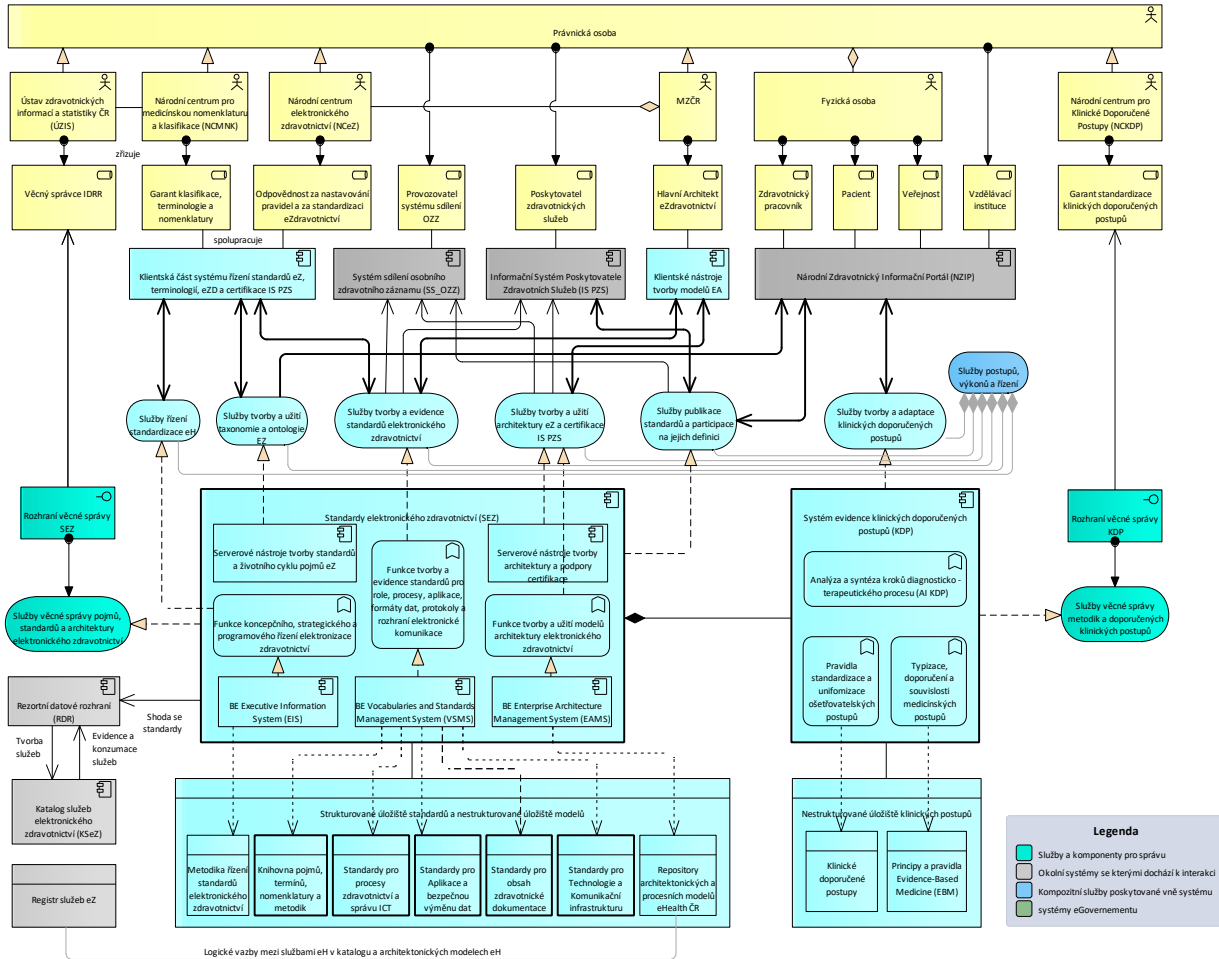 Právnická osoba
Ústav zdravotnických
informací a statistiky ČR
(ÚZIS)
Národní centrum pro
medicínskou nomenklaturu
a klasifikace (NCMNK)
Národní centrum
elektronického
zdravotnictví (NCeZ)
MZČR
Fyzická osoba
Národní centrum pro
Klinické Doporučené
Postupy (NCKDP)
zřizuje
Věcný správce IDRR
Garant klasifikace,
terminologie a
nomenklatury
Odpovědnost za nastavování
pravidel a za standardizaci
eZdravotnictví
Provozovatel
systému sdílení
OZZ
Poskytovatel
zdravotných
služeb
Hlavní Architekt
eZdravotnictví
Zdravotnický
pracovník
Pacient
Veřejnost
Vzdělávací
instituce
Garant standardizace
klinických doporučených
postupů
spolupracuje
Klientská část systému řízení standardů eZ,
terminologií, eZD a certifikace IS PZS
Systém sdílení osobního
zdravotního záznamu (SS_OZZ)
Informační Systém Poskytovatele
Zdravotních Služeb (IS PZS)
Klientské nástroje
tvorby modelů EA
Národní Zdravotnický Informační Portál (NZIP)
Služby postupů,
výkonů a řízení
Služby řízení
standardizace eH
Služby tvorby a užití
taxonomie a ontologie
EZ
Služby tvorby a evidence
standardů elektronického
zdravotnictví
Služby tvorby a užití
architektury eZ a certifikace
IS PZS
Služby publikace
standardů a participace
na jejich definici
Služby tvorby a adaptace
klinických doporučených
postupů
Rozhraní věcné správy
SEZ
Standardy elektronického zdravotnictví (SEZ)
Serverové nástroje tvorby standardů
a životního cyklu pojmů eZ
Funkce tvorby a
evidence standardů pro
role, procesy, aplikace,
formáty dat, protokoly a
rozhraní elektronické
komunikace
Serverové nástroje tvorby
architektury a podpory
certifikace
Systém evidence klinických doporučených
postupů (KDP)
Rozhraní věcné správy
KDP
Analýza a syntéza kroků diagnosticko -
terapeutického procesu (AI KDP)
Služby věcné správy pojmů,
standardů a architektury
elektronického zdravotnictví
Funkce koncepčního, strategického a
programového řízení elektronizace
zdravotnictví
Funkce tvorby a užití modelů
architektury elektronického
zdravotnictví
Služby věcné správy
metodik a doporučených
klinických postupů
Pravidla
standardizace a
uniformizace
ošetřovatelských
postupů
Typizace,
doporučení a
souvislosti
medicínských
postupů
Rezortní datové rozhraní
(RDR)
Shoda se
standardy
BE Executive Information
System (EIS)
BE Vocabularies and Standards
Management System (VSMS)
BE Enterprise Architecture
Management System (EAMS)
Tvorba
služeb
Evidence a
konzumace
služeb
Katalog služeb
elektronického
zdravotnictví (KSeZ)
Strukturované úložiště standardů a nestrukturované úložiště modelů
Nestrukturované úložiště klinických postupů
Metodika řízení
standardů
elektronického
zdravotnictví
Knihovna pojmů,
termínů,
nomenklatury a
metodik
Standardy pro
procesy
zdravotnictví a
správu ICT
Standardy pro
Aplikace a
bezpečnou
výměnu dat
Standardy pro
obsah
zdravotnické
dokumentace
Standardy pro
Technologie a
Komunikační
infrastrukturu
Repository
architektonických a
procesních modelů
eHealth ČR
Klinické
doporučené
postupy
Principy a pravidla
Evidence-Based
Medicine (EBM)
Registr služeb eZ
Logické vazby mezi službami eH v katalogu a architektonických modelech eH
Legenda
Služby a komponenty pro správu
Okolní systémy se kterými dochází k interakci
Kompozitní služby poskytované vně systému
systémy eGovernementu